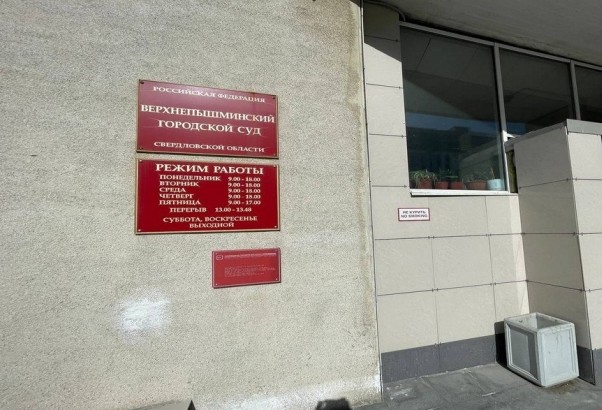 РОССИЙСКАЯ ФЕДЕРАЦИЯ
ВЕРХНЕПЫШМИНСКИЙ
ГОРОДСКОЙ СУД
СВЕРДЛОВСКОЙ ОБЛАСТИ
РЕЖИМ РАБОТЫ
ПОНЕДЕЛЬНИК 9.00 - 18.00
ВТОРНИК 9.00 - 18.00
СРЕДА 9.00 - 18.00
ЧЕТВЕРГ 9.00 - 18.00
ПЯТНИЦА 9.00 - 17.00
ПЕРЕРЫВ 13.00 - 13.48
СУББОТА, ВОСКРЕСЕНЬЕ
ВЫХОДНОЙ
НЕ КУРИТЬ
NO SMOKING